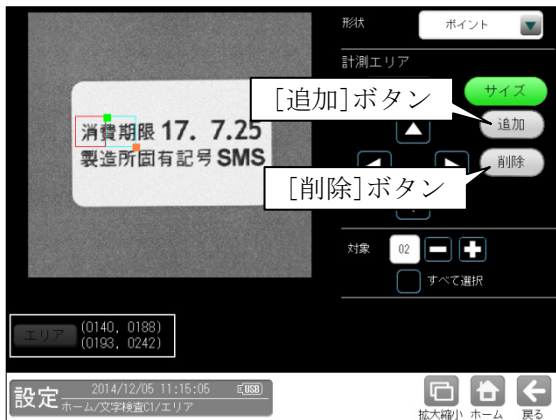 形状
ポイント
計測エリア
サイズ
[追加]ボタン
追加
[削除]ボタン
削除
消費期限 17. 7.25
製造所固有記号 SMS
対象
02
すべて選択
エリア
(0140, 0188)
(0193, 0242)
設定
2014/12/05 11:15:05
USB
ホーム/文字検査C1/エリア
拡大縮小
ホーム
戻る